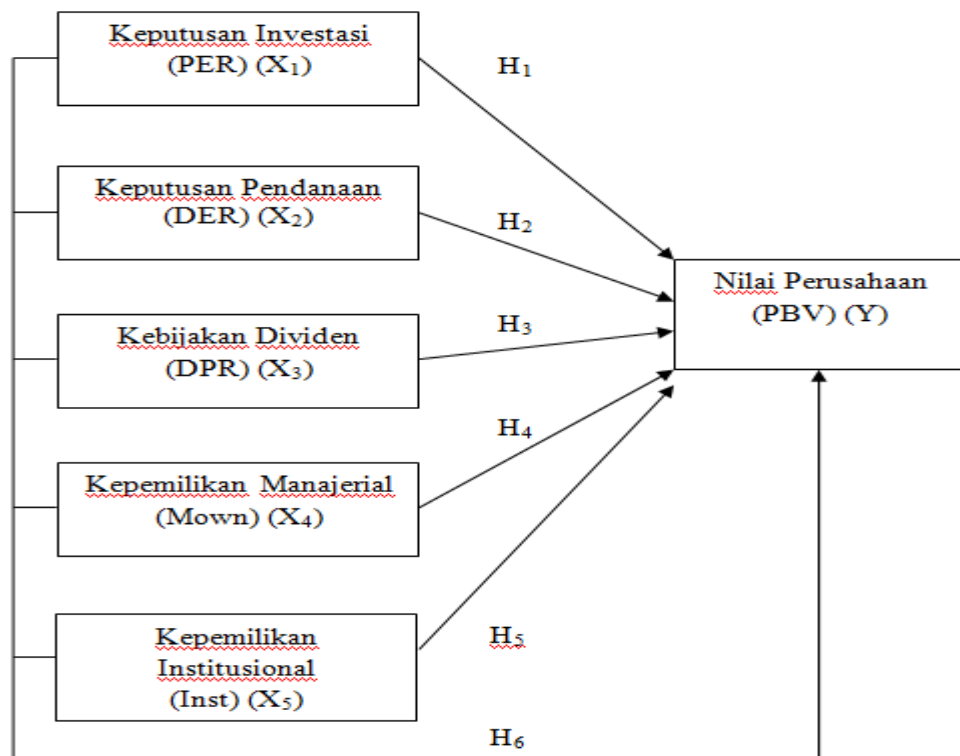 Keputusan Investasi
(PER) (X₁)
H₁
Keputusan Pendanaan
(DER) (X₂)
H₂
Nilai Perusahaan
(PBV) (Y)
Kebijakan Dividen
(DPR) (X₃)
H₃
Kepemilikan Manajerial
(Mown) (X₄)
H₄
Kepemilikan
Institusional
(Inst) (X₅)
H₅
H₆